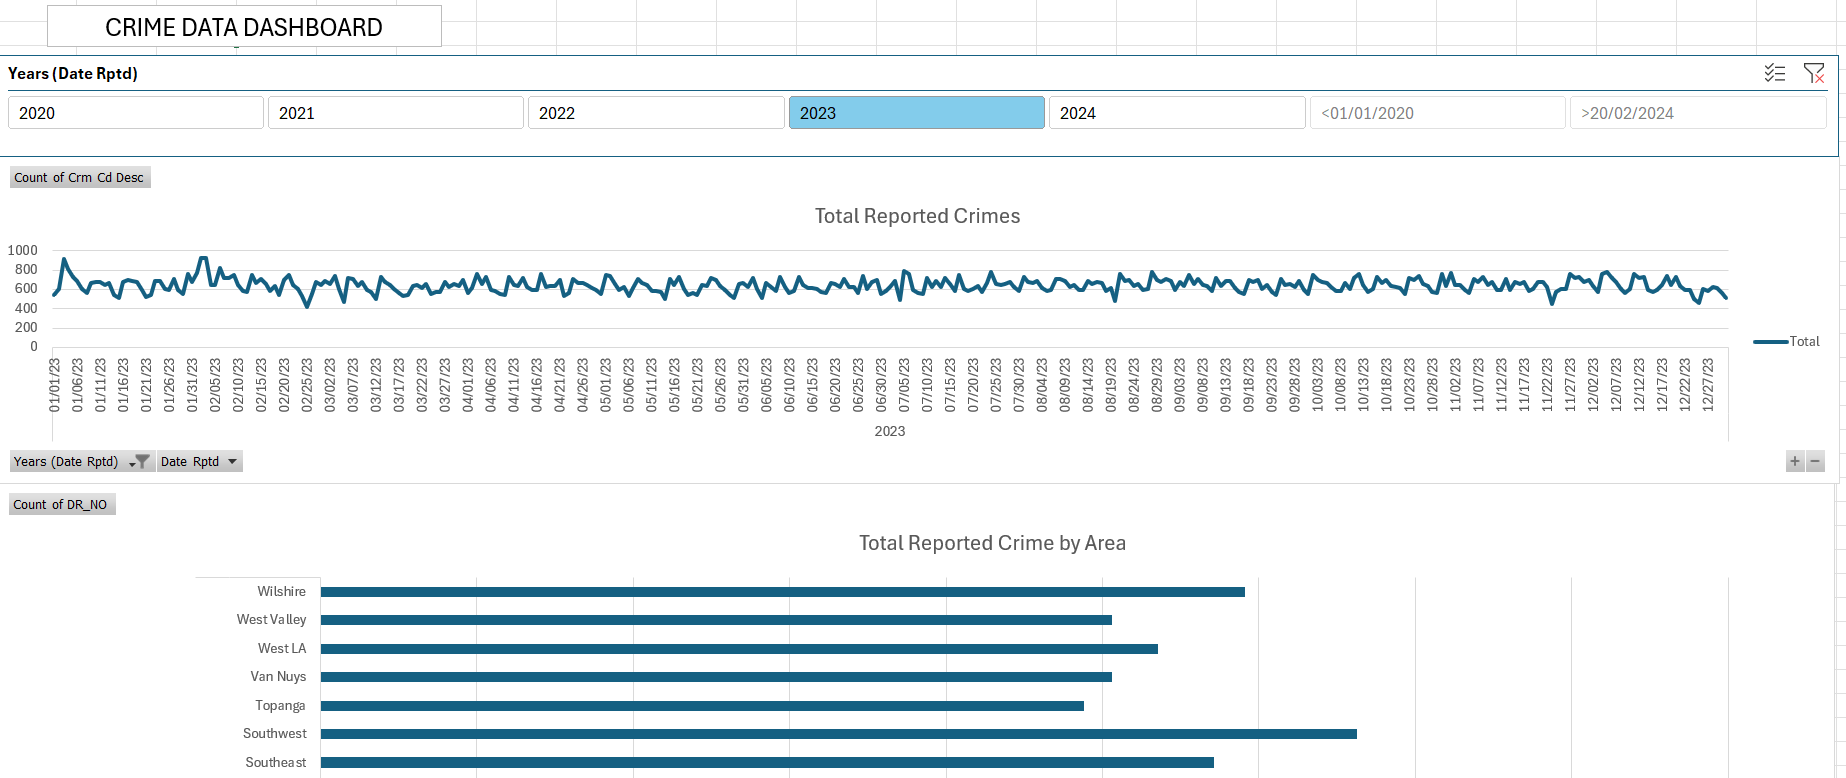 CRIME DATA DASHBOARD
Years (Date Rptd)
2020 2021 2022 2023 2024 <01/01/2020 >20/02/2024
Count of Crm Cd Desc
Total Reported Crimes
1000
800
600
400
200
0
Total
01/01/23 01/06/23 01/11/23 01/16/23 01/21/23 01/26/23 01/31/23 02/05/23 02/10/23 02/15/23 02/20/23 02/25/23 03/02/23 03/07/23 03/12/23 03/17/23 03/22/23 03/27/23 04/01/23 04/06/23 04/11/23 04/16/23 04/21/23 04/26/23 05/01/23 05/06/23 05/11/23 05/16/23 05/21/23 05/26/23 05/31/23 06/05/23 06/10/23 06/15/23 06/20/23 06/25/23 06/30/23 07/05/23 07/10/23 07/15/23 07/20/23 07/25/23 07/30/23 08/04/23 08/09/23 08/14/23 08/19/23 08/24/23 08/29/23 09/03/23 09/08/23 09/13/23 09/18/23 09/23/23 09/28/23 10/03/23 10/08/23 10/13/23 10/18/23 10/23/23 10/28/23 11/02/23 11/07/23 11/12/23 11/17/23 11/22/23 11/27/23 12/02/23 12/07/23 12/12/23 12/17/23 12/22/23 12/27/23
2023
Years (Date Rptd) Date Rptd
Count of DR_NO
Total Reported Crime by Area
Wilshire
West Valley
West LA
Van Nuys
Topanga
Southwest
Southeast